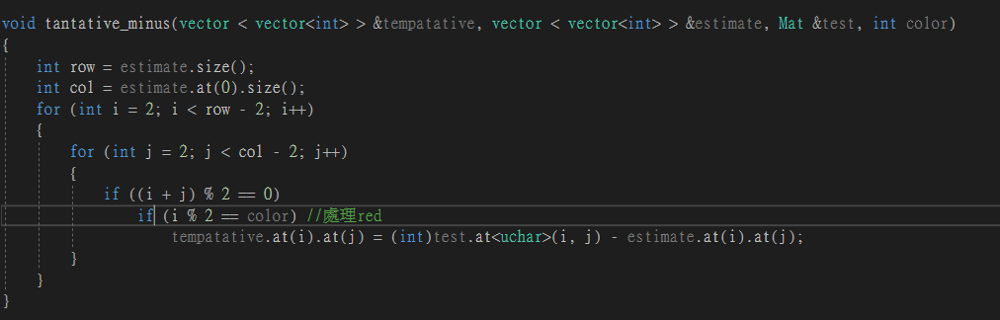 void tantative_minus(vector < vector<int> > &tempatative, vector < vector<int> > &estimate, Mat &test, int color)
{
int row = estimate.size();
int col = estimate.at(0).size();
for (int i = 2; i < row - 2; i++)
{
for (int j = 2; j < col - 2; j++)
{
if ((i + j) % 2 == 0)
if (i % 2 == color) //處理red
tempatative.at(i).at(j) = (int)test.at<uchar>(i, j) - estimate.at(i).at(j);
}
}
}